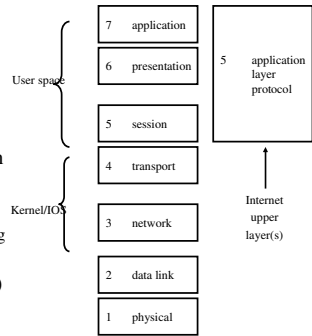 7 application
6 presentation
User space
5 session
4 transport
Kernel/IOS
3 network
2 data link
1 physical
5 application
layer
protocol
Internet
upper
layer(s)